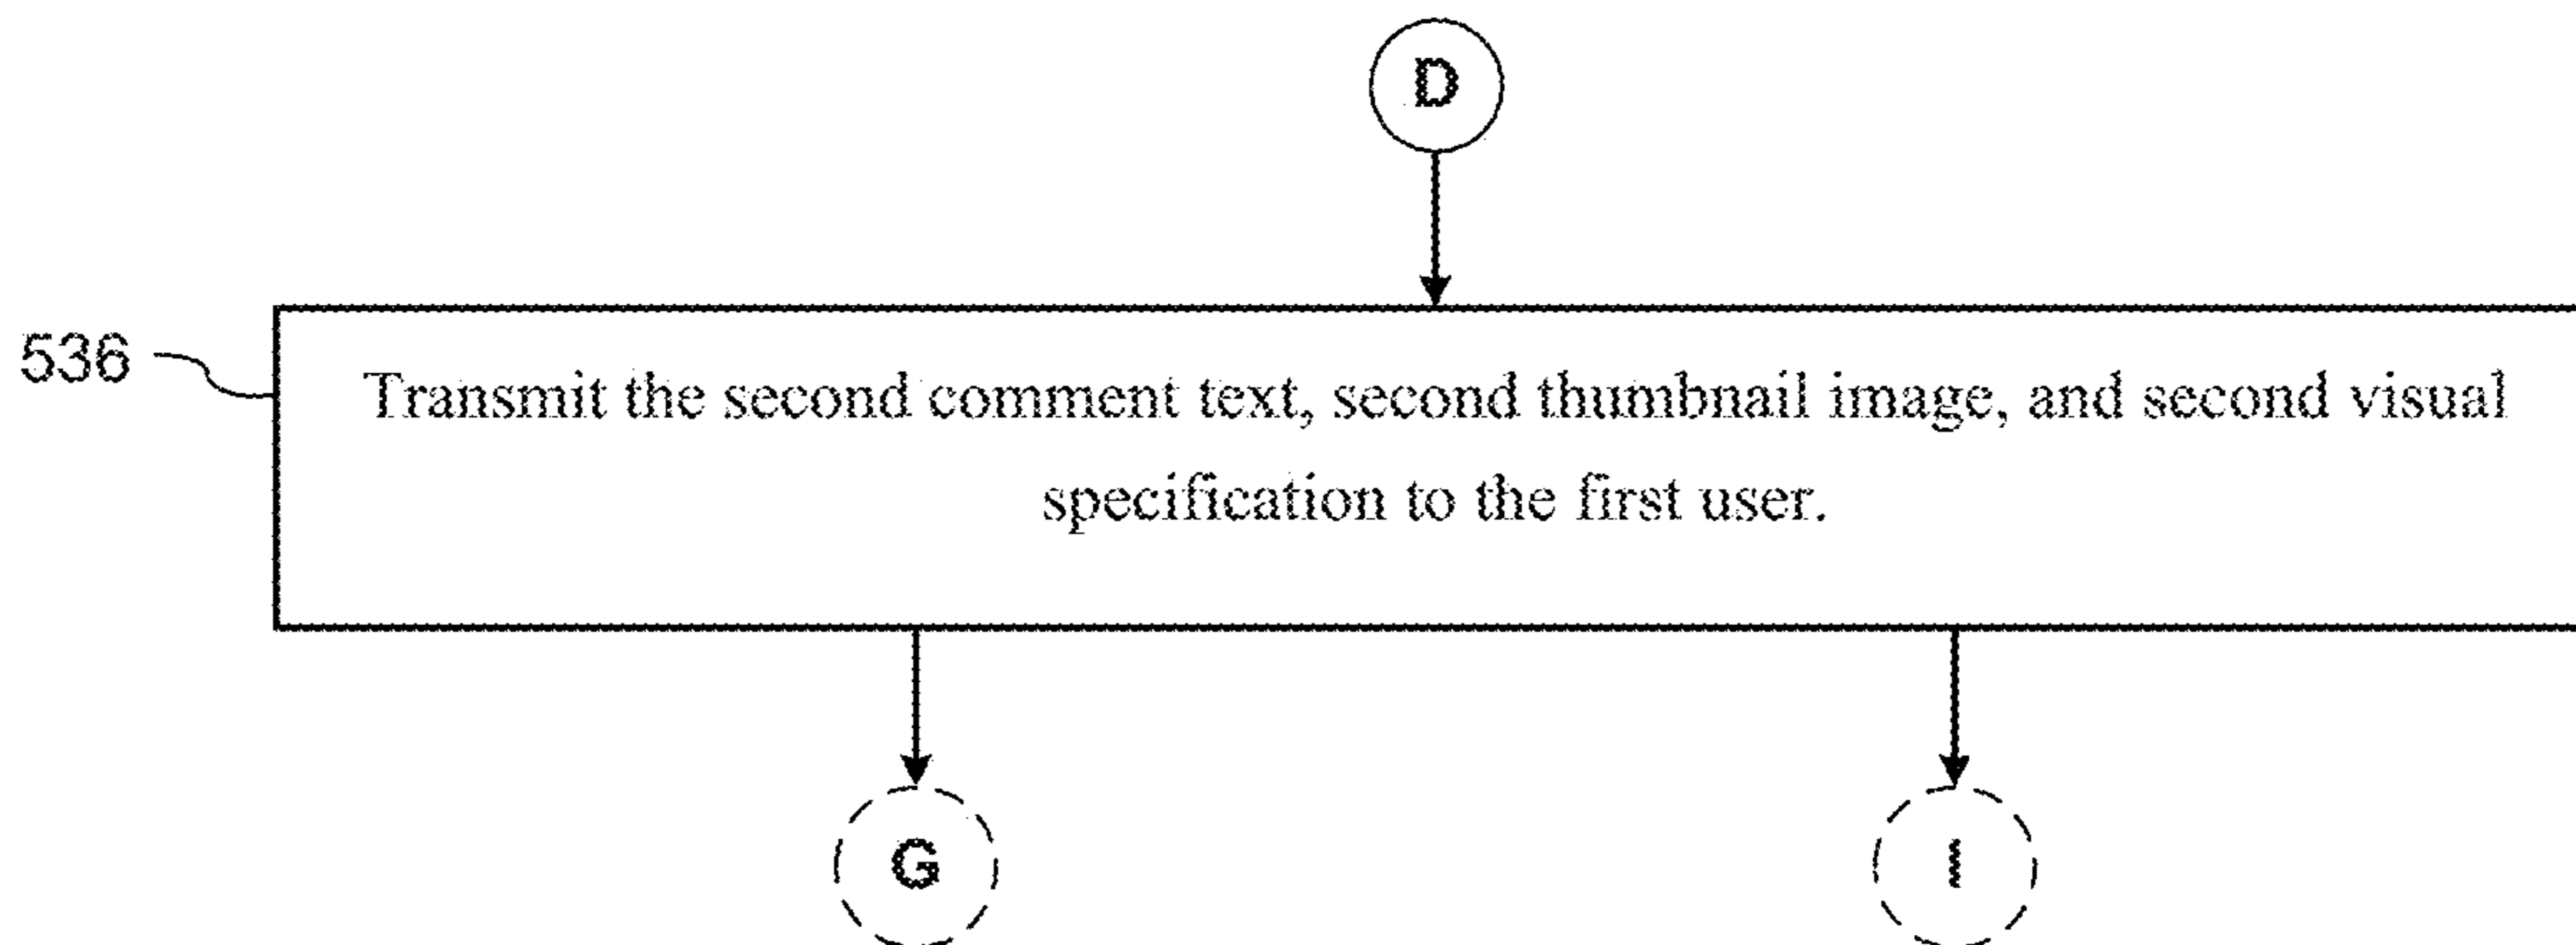 D
536
Transmit the second comment text, second thumbnail image, and second visual
specification to the first user.
G
I